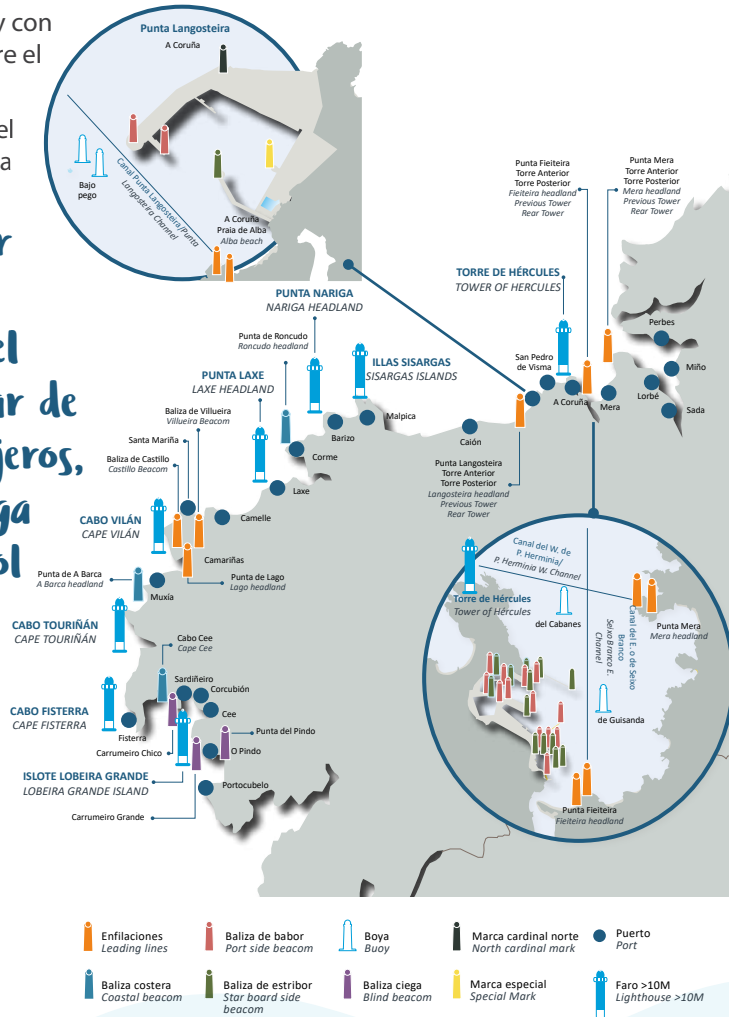 y con
re el
el
a
r
el
ar de
jeros,
ga
ol
Punta Langosteira
A Coruña
Bajo
pego
Canal Punta Langosteira/Punta
Langosteira Channel
A Coruña
Praia de Alba
Alba beach
Punta Fieiteira
Torre Anterior
Torre Posterior
Fieiteira headland
Previous Tower
Rear Tower
Punta Mera
Torre Anterior
Torre Posterior
Mera headland
Previous Tower
Rear Tower
TORRE DE HÉRCULES
TOWER OF HERCULES
PUNTA NARIGA
NARIGA HEADLAND
Punta de Roncudo
Roncudo headland
ILLAS SISARGAS
SISARGAS ISLANDS
PUNTA LAXE
LAXE HEADLAND
San Pedro
de Visma
Perbes
Miño
Lorbé
Sada
A Coruña
Mera
Baliza de Villueira
Villueira Beacom
Malpica
Barizo
Caión
Santa Mariña
Corme
Baliza de Castillo
Castillo Beacom
Punta Langosteira
Torre Anterior
Torre Posterior
Langosteira headland
Previous Tower
Rear Tower
Laxe
CABO VILÁN
CAPE VILÁN
Camelle
Camariñas
Punta de A Barca
A Barca headland
Punta de Lago
Lago headland
Muxía
CABO TOURIÑÁN
CAPE TOURIÑÁN
Cabo Cee
Cape Cee
Sardiñeiro
Corcubión
Cee
CABO FISTERRA
CAPE FISTERRA
Fisterra
Punta del Pindo
Carrumeiro Chico
O Pindo
ISLOTE LOBEIRA GRANDE
LOBEIRA GRANDE ISLAND
Portocubelo
Carrumeiro Grande
Canal del W. de
P. Herminia/
P. Herminia W. Channel
Torre de Hércules
Tower of Hércules
del Cabanes
Punta Mera
Mera headland
Canal del E. o de Seixo
Branco
Seixo Branco E.
Channel
de Guisanda
Punta Fieiteira
Fieiteira headland
Enfilaciones
Leading lines
Baliza de babor
Port side beacom
Boya
Buoy
Marca cardinal norte
North cardinal mark
Puerto
Port
Baliza costera
Coastal beacom
Baliza de estribor
Star board side
beacom
Baliza ciega
Blind beacom
Marca especial
Special Mark
Faro >10M
Lighthouse >10M